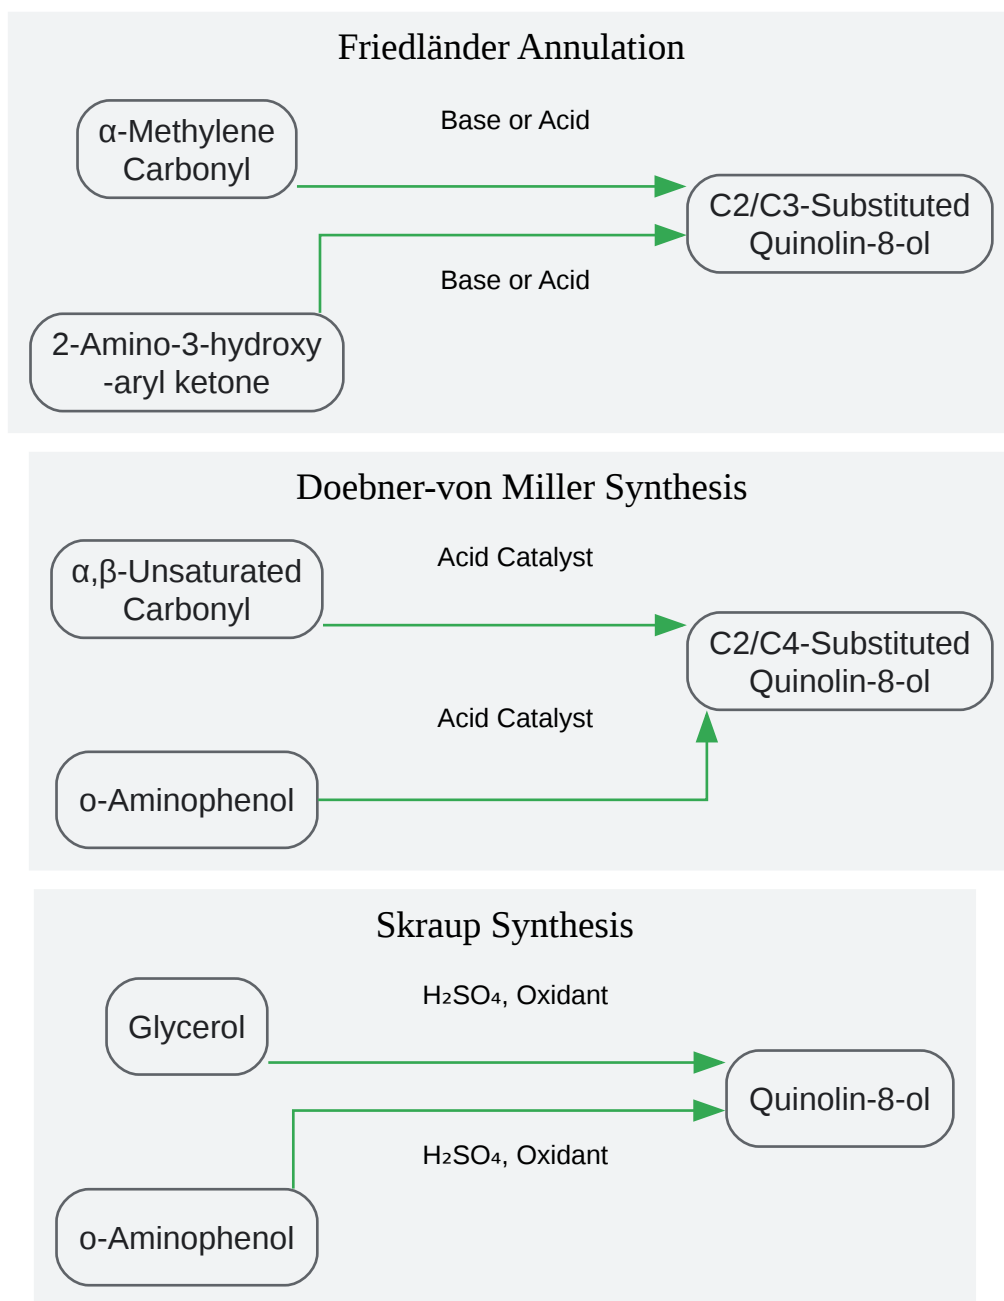 Friedländer Annulation
α-Methylene
Carbonyl
Base or Acid
C2/C3-Substituted
Quinolin-8-ol
Base or Acid
2-Amino-3-hydroxy
-aryl ketone
Doebner-von Miller Synthesis
α,β-Unsaturated
Carbonyl
Acid Catalyst
C2/C4-Substituted
Quinolin-8-ol
Acid Catalyst
o-Aminophenol
Skraup Synthesis
Glycerol
H₂SO₄, Oxidant
Quinolin-8-ol
H₂SO₄, Oxidant
o-Aminophenol